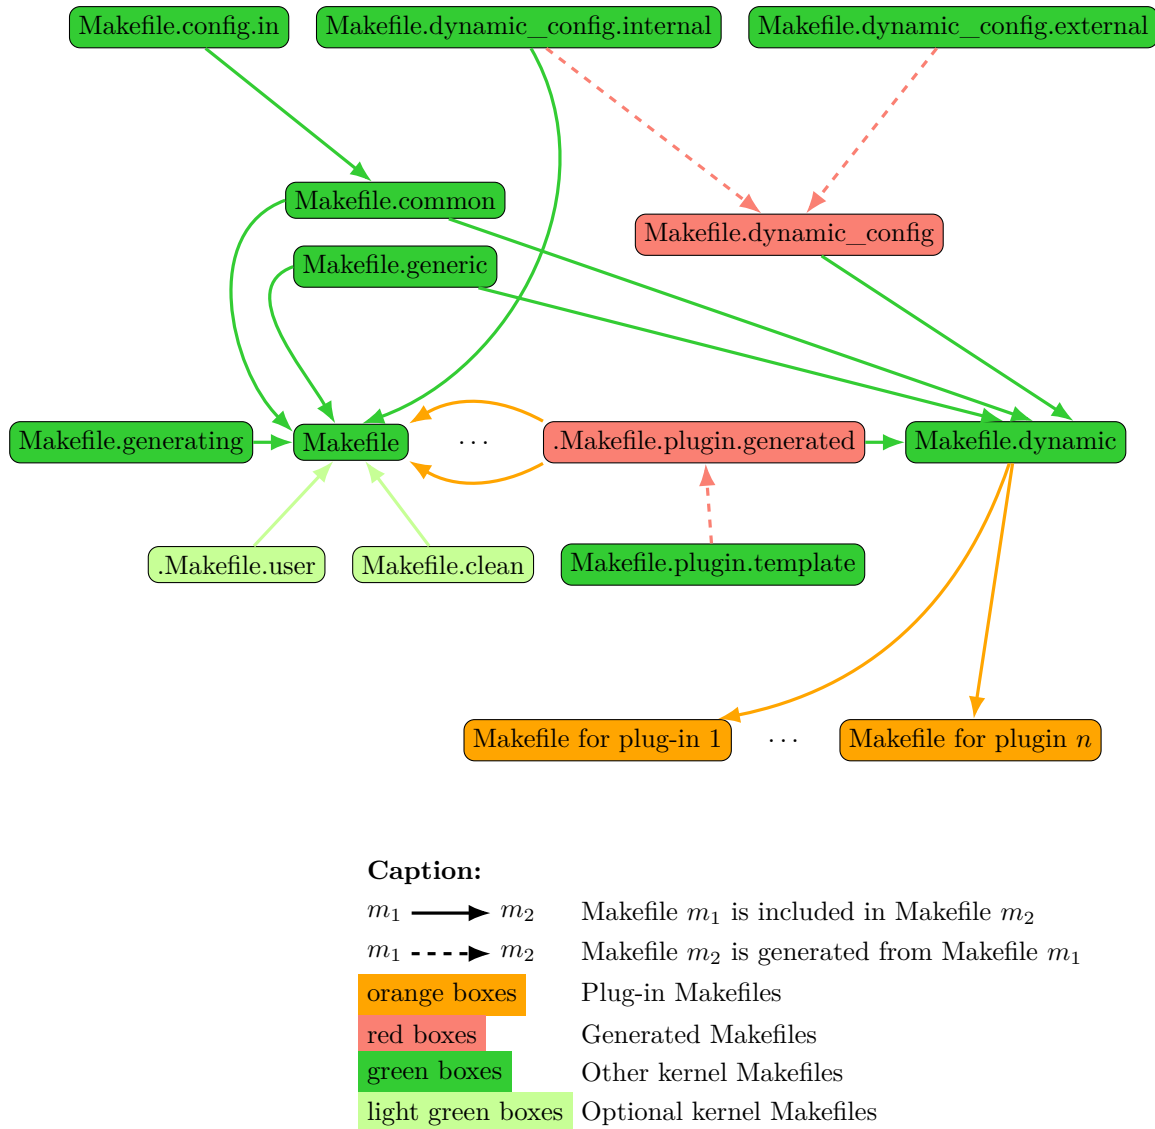 Makefile.config.in
Makefile.dynamic_config.internal
Makefile.dynamic_config.external
Makefile.common
Makefile.dynamic_config
Makefile.generic
Makefile.generating
Makefile
···
.Makefile.plugin.generated
Makefile.dynamic
.Makefile.user
Makefile.clean
Makefile.plugin.template
Makefile for plug-in 1
···
Makefile for plugin n
Caption:
m1 m2 Makefile m1 is included in Makefile m2
m1 m2 Makefile m2 is generated from Makefile m1
orange boxes Plug-in Makefiles
red boxes Generated Makefiles
green boxes Other kernel Makefiles
light green boxes Optional kernel Makefiles